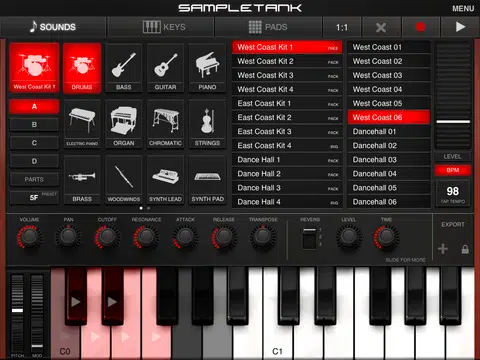 SAMPLETANK
MENU
SOUNDS
KEYS
PADS
1:1
West Coast Kit 1
DRUMS
BASS
GUITAR
PIANO
A
B
C
D
PARTS
5F PRESET
ELECTRIC PIANO
ORGAN
CHROMATIC
STRINGS
BRASS
WOODWINDS
SYNTH LEAD
SYNTH PAD
West Coast Kit 1 FREE
West Coast Kit 2 PACK
West Coast Kit 3 PACK
West Coast Kit 4 PACK
East Coast Kit 1 PACK
East Coast Kit 2 PACK
East Coast Kit 3 PACK
East Coast Kit 4 IRIG
Dance Hall 1 PACK
Dance Hall 2 PACK
Dance Hall 3 PACK
Dance Hall 4 IRIG
West Coast 01
West Coast 02
West Coast 03
West Coast 04
West Coast 05
West Coast 06
Dancehall 01
Dancehall 02
Dancehall 03
Dancehall 04
Dancehall 05
Dancehall 06
LEVEL
BPM
98
TAP TEMPO
VOLUME
PAN
CUTOFF
RESONANCE
ATTACK
RELEASE
TRANSPOSE
REVERB
LEVEL
TIME
SLIDE FOR MORE
EXPORT
PITCH
MOD
C0
C1